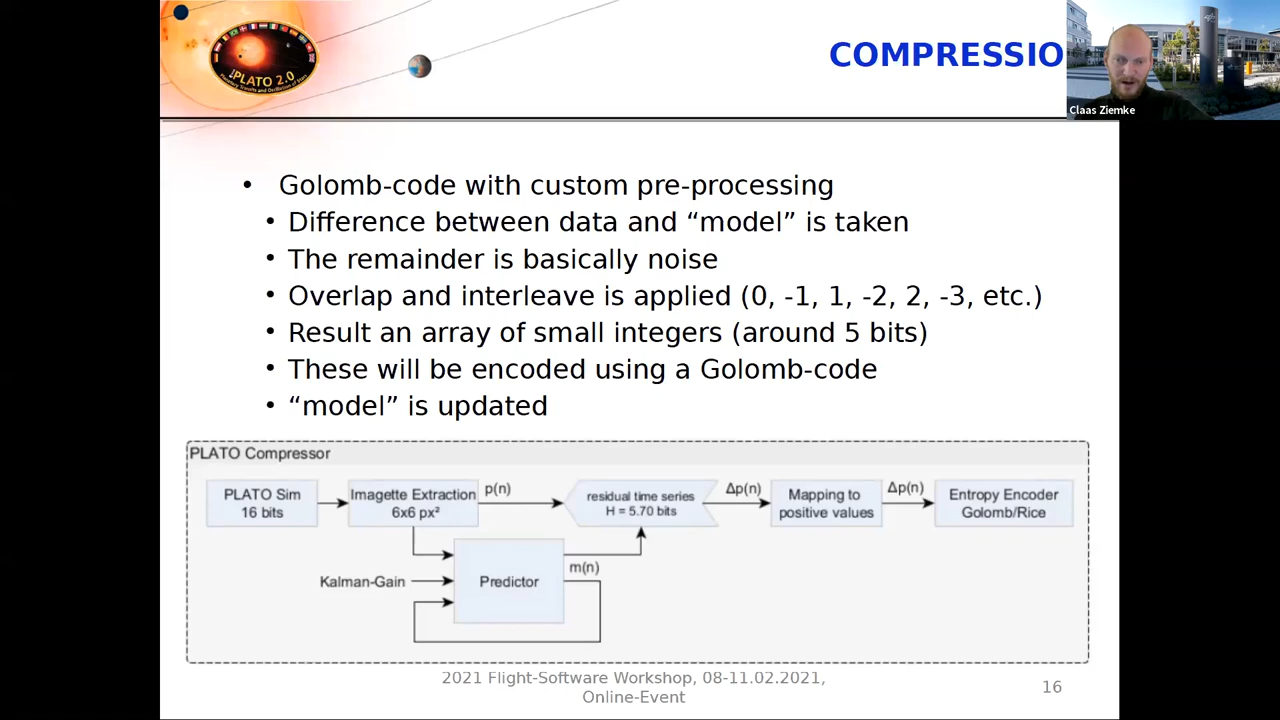 PLATO 2.0
COMPRESSIO
Claas Ziemke
• Golomb-code with custom pre-processing
• Difference between data and “model” is taken
• The remainder is basically noise
• Overlap and interleave is applied (0, -1, 1, -2, 2, -3, etc.)
• Result an array of small integers (around 5 bits)
• These will be encoded using a Golomb-code
• “model” is updated
PLATO Compressor
PLATO Sim
16 bits
Imagette Extraction
6x6 px²
p(n)
residual time series
H = 5.70 bits
Δp(n)
Mapping to
positive values
Δp(n)
Entropy Encoder
Golomb/Rice
Kalman-Gain
Predictor
m(n)
2021 Flight-Software Workshop, 08-11.02.2021,
Online-Event
16